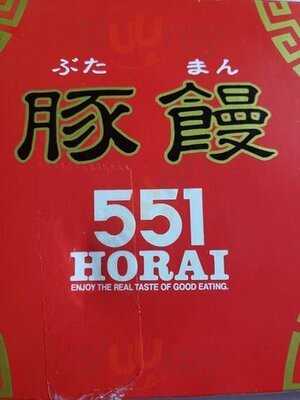 ぶた まん
豚饅
551
HORAI
ENJOY THE REAL TASTE OF GOOD EATING.